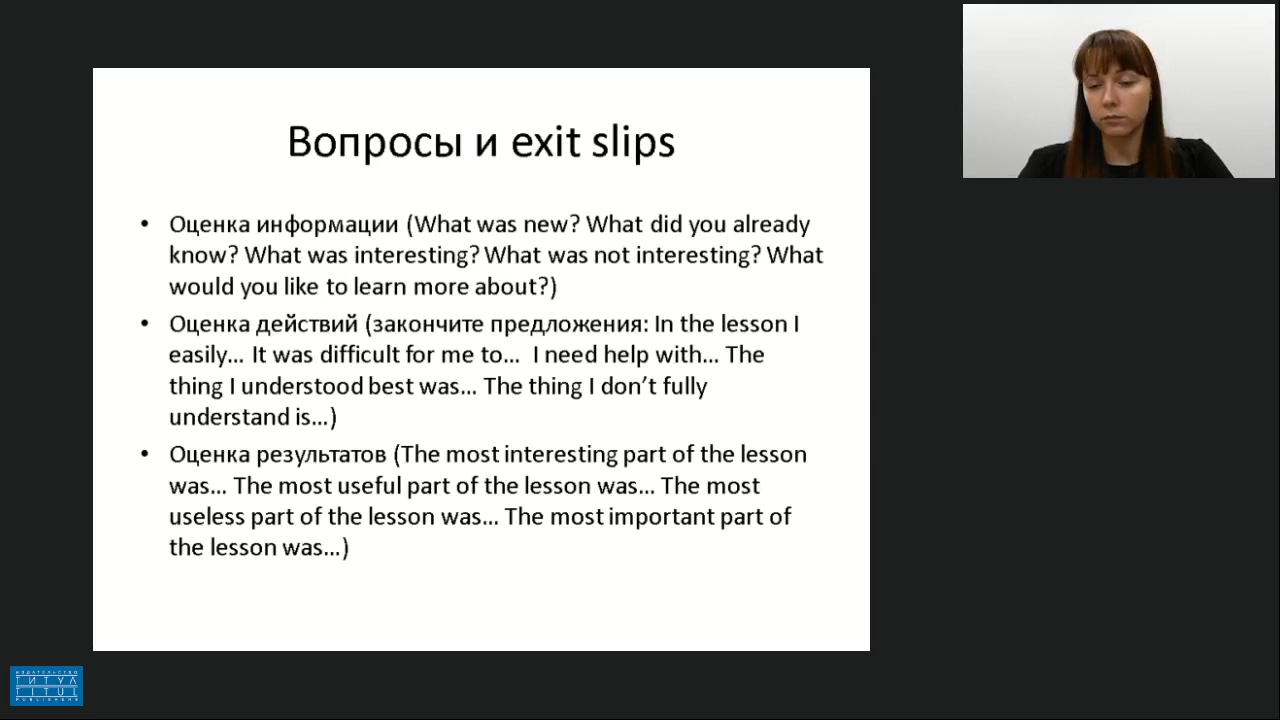 Вопросы и exit slips
• Оценка информации (What was new? What did you already
know? What was interesting? What was not interesting? What
would you like to learn more about?)
• Оценка действий (закончите предложения: In the lesson I
easily… It was difficult for me to…  I need help with… The
thing I understood best was… The thing I don’t fully
understand is…)
• Оценка результатов (The most interesting part of the lesson
was… The most useful part of the lesson was… The most
useless part of the lesson was… The most important part of
the lesson was…)
ИЗДАТЕЛЬСТВО
ТИТУЛ
TITUL
PUBLISHERS